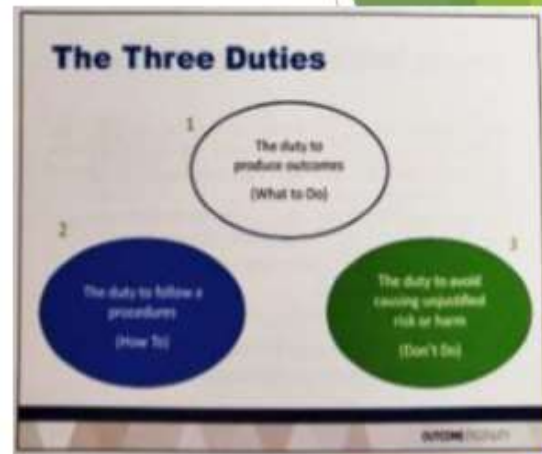 The Three Duties
1
The duty to
produce outcomes
(What to Do)
2
The duty to follow a
procedures
(How To)
3
The duty to avoid
causing unjustified
risk or harm
(Don't Do)
OUTCOME